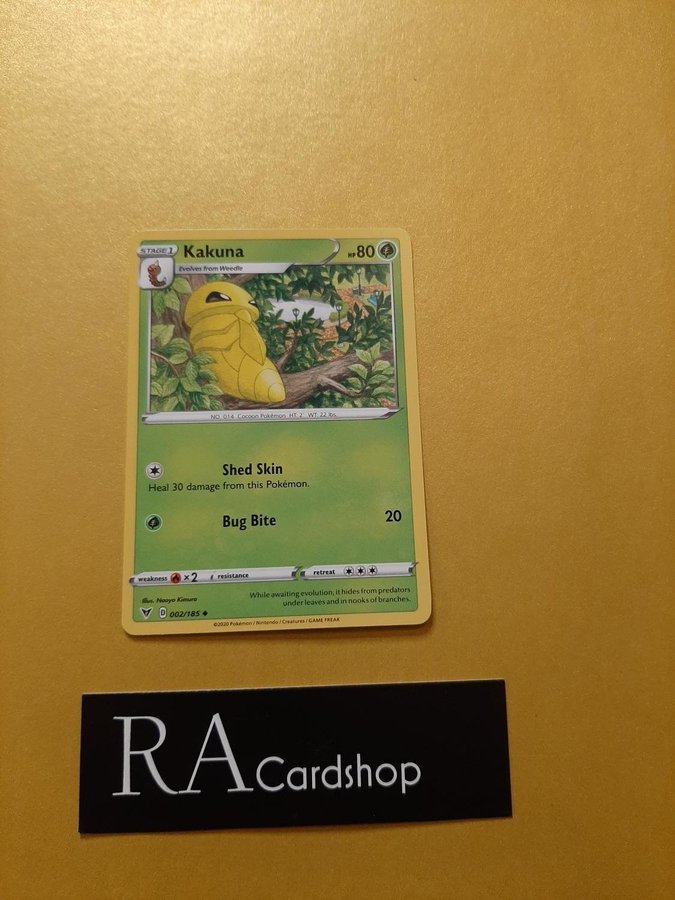 STAGE 1 Kakuna HP 80
Evolves from Weedle
NO. 014 Cocoon Pokémon HT: 2' WT: 22 lbs.
Shed Skin
Heal 30 damage from this Pokémon.
Bug Bite 20
weakness ×2 resistance retreat
Illus. Naoyo Kimura
While awaiting evolution, it hides from predators
under leaves and in nooks of branches.
D 002/185
©2020 Pokémon / Nintendo / Creatures / GAME FREAK
RA Cardshop